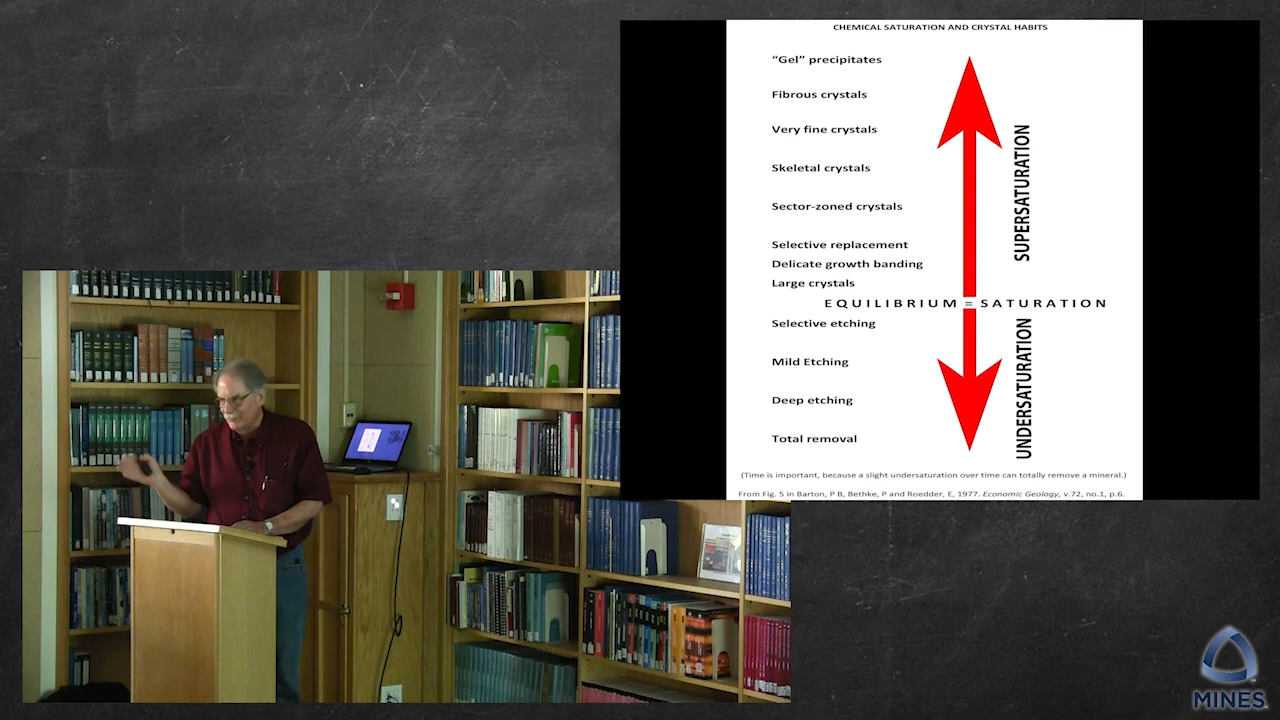 CHEMICAL SATURATION AND CRYSTAL HABITS
“Gel” precipitates
Fibrous crystals
Very fine crystals
Skeletal crystals
Sector-zoned crystals
Selective replacement
Delicate growth banding
Large crystals
SUPERSATURATION
EQUILIBRIUM = SATURATION
Selective etching
Mild Etching
Deep etching
Total removal
UNDERSATURATION
(Time is important, because a slight undersaturation over time can totally remove a mineral.)
From Fig. 5 in Barton, P B, Bethke, P and Roedder, E, 1977. Economic Geology, v.72, no.1, p.6.
MINES